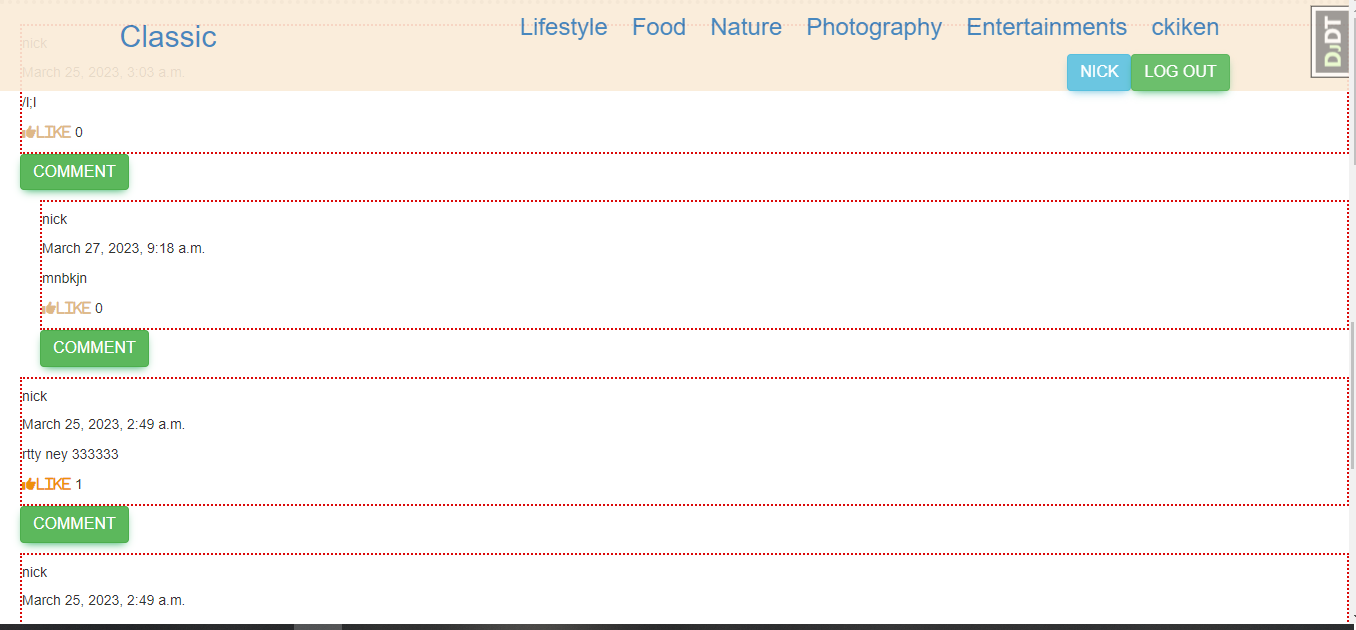 Classic
Lifestyle Food Nature Photography Entertainments ckiken
NICK LOG OUT
DjDT
nick
March 25, 2023, 3:03 a.m.
/l;l
LIKE 0
COMMENT
nick
March 27, 2023, 9:18 a.m.
mnbkjn
LIKE 0
COMMENT
nick
March 25, 2023, 2:49 a.m.
rtty ney 333333
LIKE 1
COMMENT
nick
March 25, 2023, 2:49 a.m.